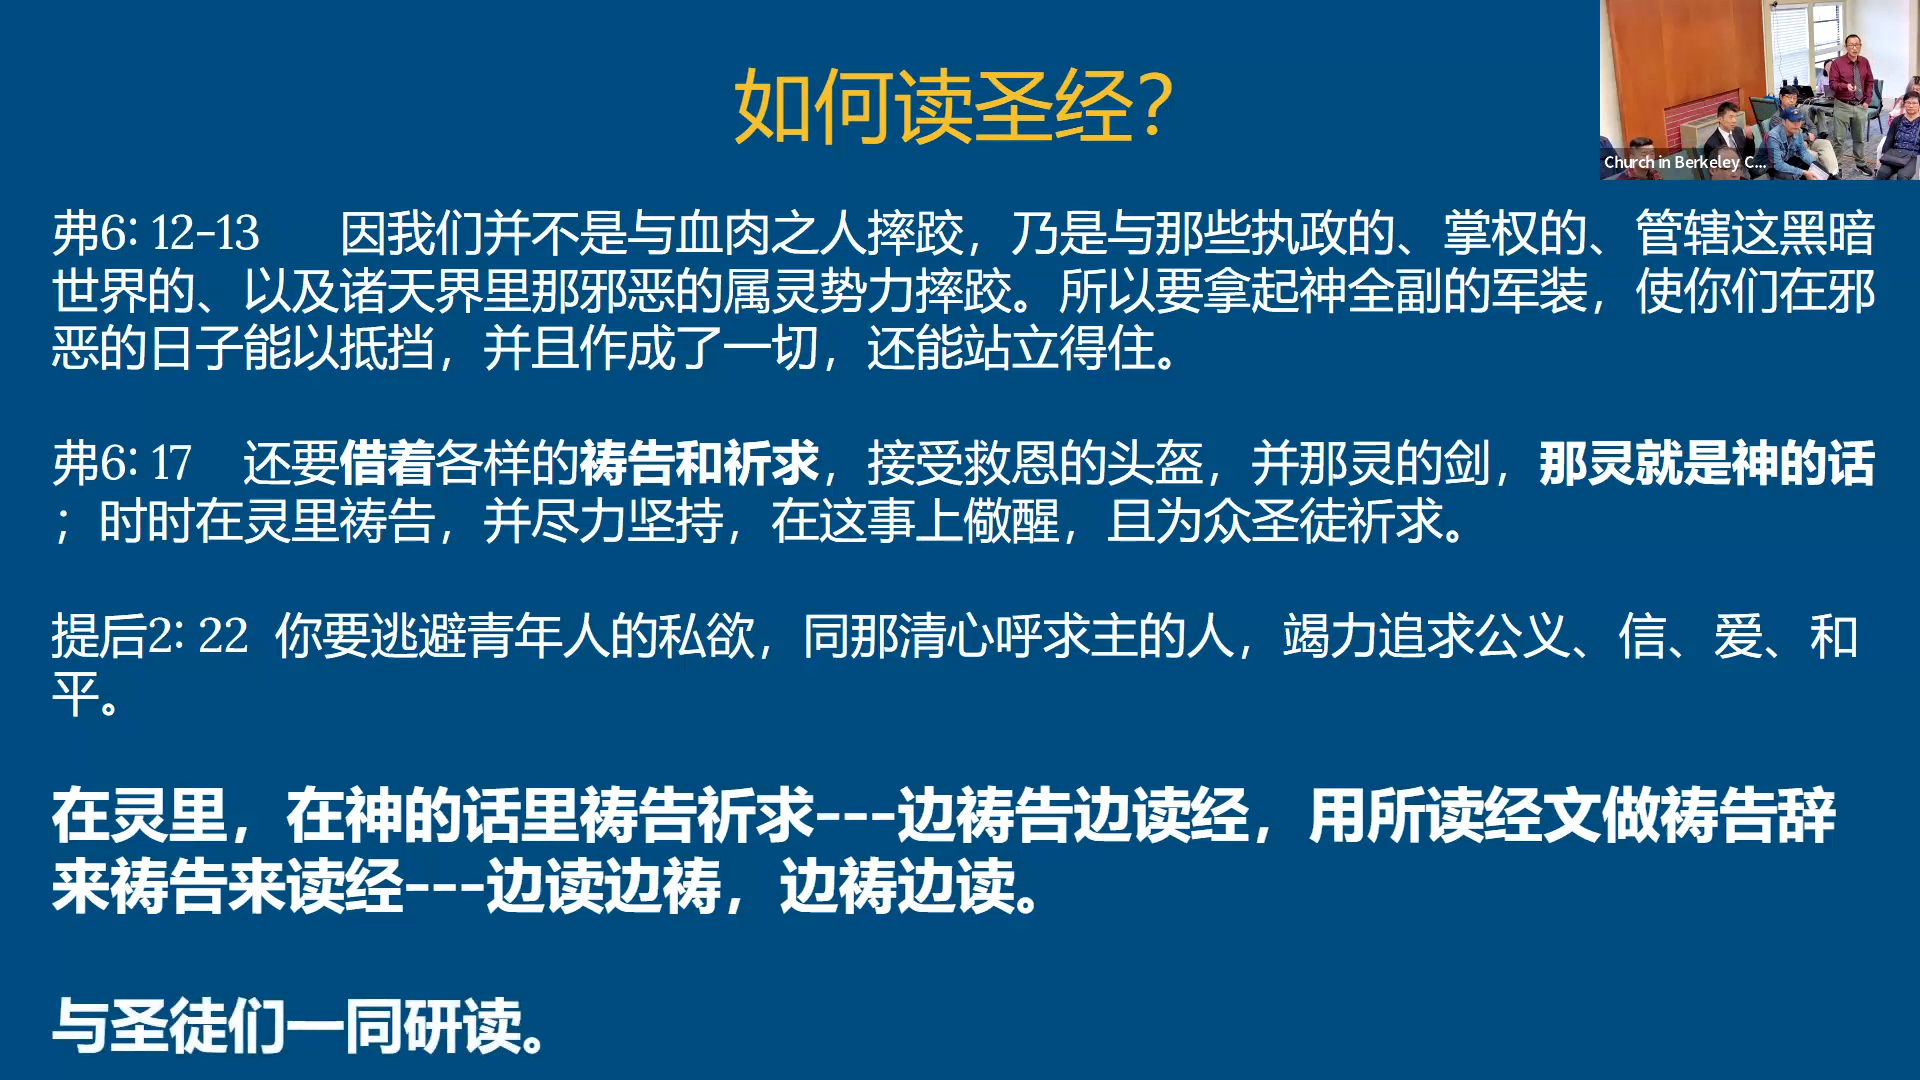 如何读圣经？
Church in Berkeley C...
弗6: 12-13 因我们并不是与血肉之人摔跤，乃是与那些执政的、掌权的、管辖这黑暗
世界的、以及诸天界里那邪恶的属灵势力摔跤。所以要拿起神全副的军装，使你们在邪
恶的日子能以抵挡，并且作成了一切，还能站立得住。
弗6: 17 还要借着各样的祷告和祈求，接受救恩的头盔，并那灵的剑，那灵就是神的话
；时时在灵里祷告，并尽力坚持，在这事上儆醒，且为众圣徒祈求。
提后2: 22 你要逃避青年人的私欲，同那清心呼求主的人，竭力追求公义、信、爱、和
平。
在灵里，在神的话里祷告祈求---边祷告边读经，用所读经文做祷告辞
来祷告来读经---边读边祷，边祷边读。
与圣徒们一同研读。